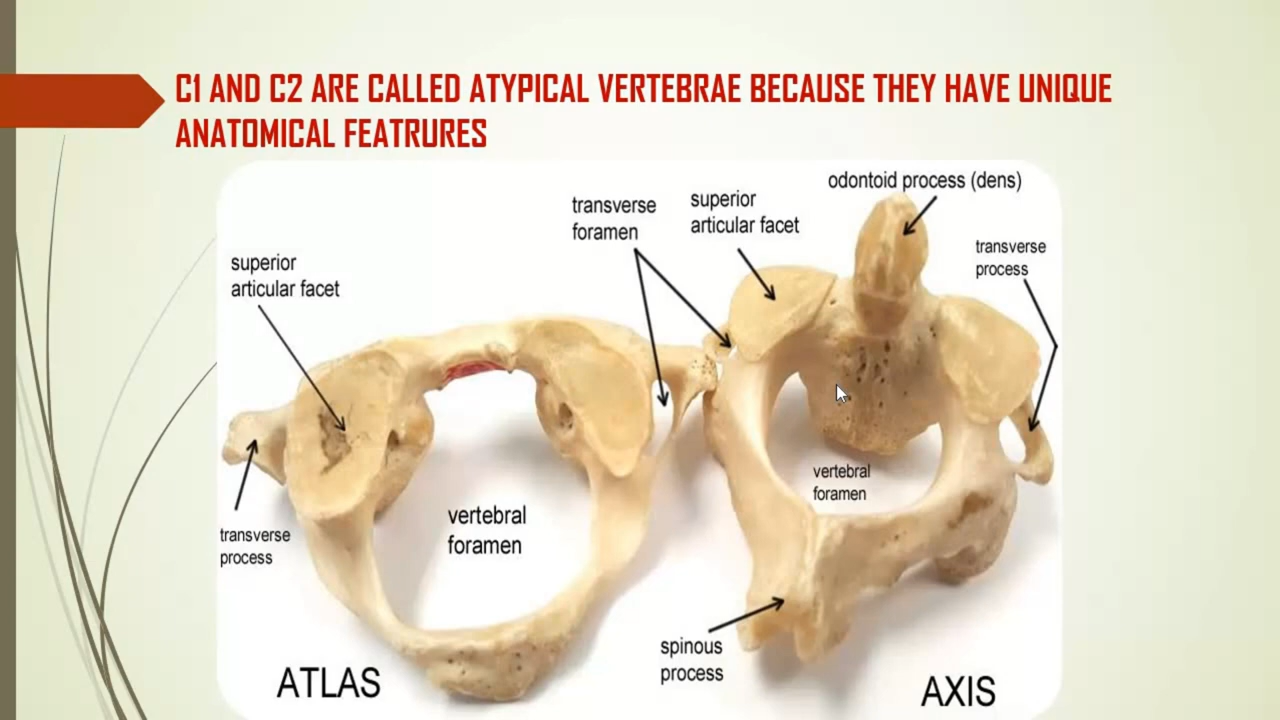 C1 AND C2 ARE CALLED ATYPICAL VERTEBRAE BECAUSE THEY HAVE UNIQUE
ANATOMICAL FEATRURES
odontoid process (dens)
transverse
foramen
superior
articular facet
transverse
process
superior
articular facet
vertebral
foramen
vertebral
foramen
transverse
process
spinous
process
ATLAS
AXIS